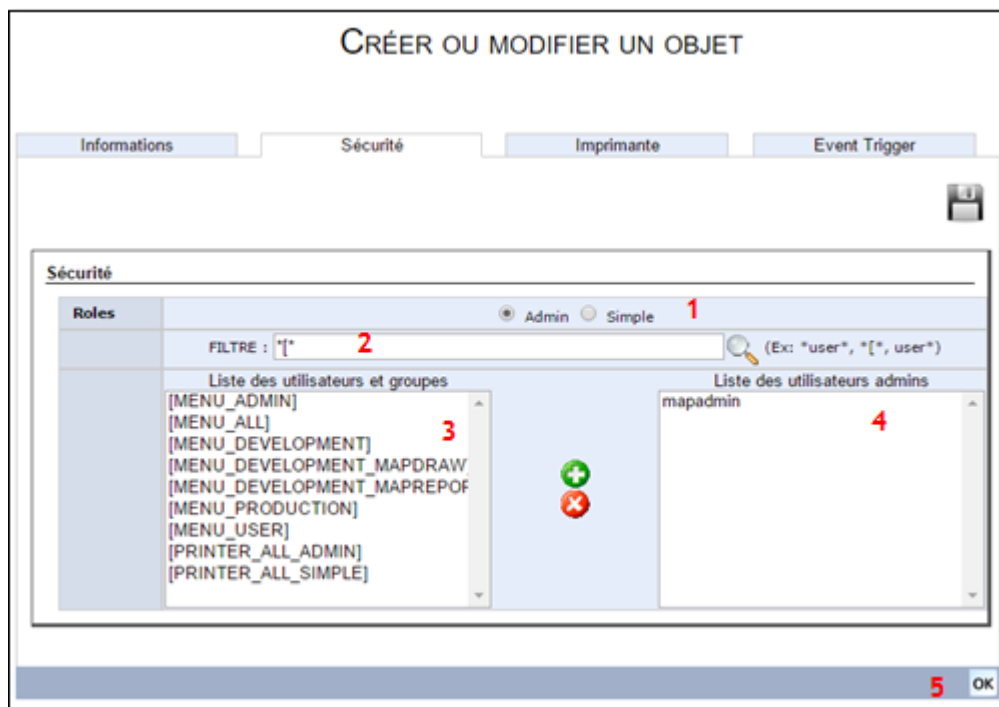 CRÉER OU MODIFIER UN OBJET
Informations Sécurité Imprimante Event Trigger
Sécurité
Roles Admin Simple 1
FILTRE : *[* 2 (Ex: *user*, *[*, user*)
Liste des utilisateurs et groupes Liste des utilisateurs admins
[MENU_ADMIN] mapadmin
[MENU_ALL] 3 4
[MENU_DEVELOPMENT]
[MENU_DEVELOPMENT_MAPDRAW
[MENU_DEVELOPMENT_MAPREPOR
[MENU_PRODUCTION]
[MENU_USER]
[PRINTER_ALL_ADMIN]
[PRINTER_ALL_SIMPLE]
5 OK